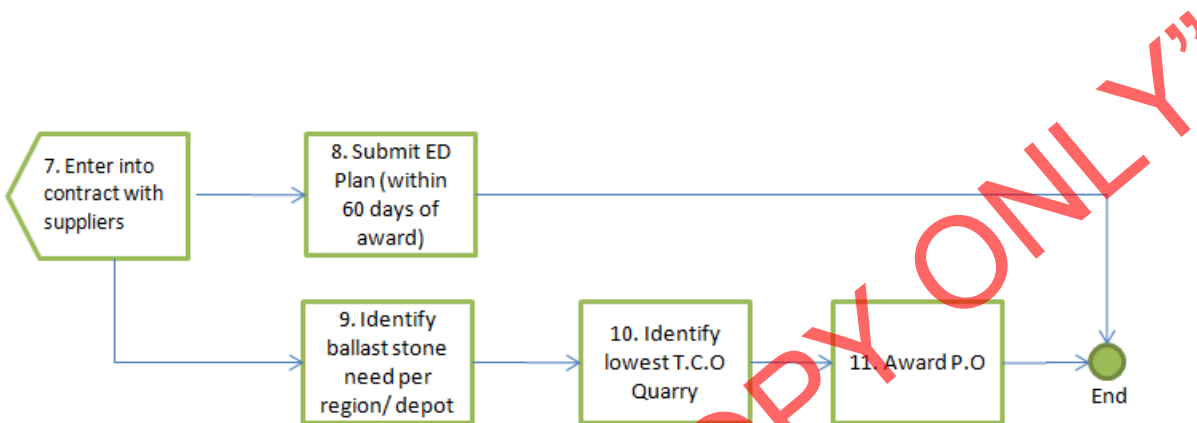 7. Enter into
contract with
suppliers
8. Submit ED
Plan (within
60 days of
award)
9. Identify
ballast stone
need per
region/ depot
10. Identify
lowest T.C.O
Quarry
11. Award P.O
End
OPY ONLY”